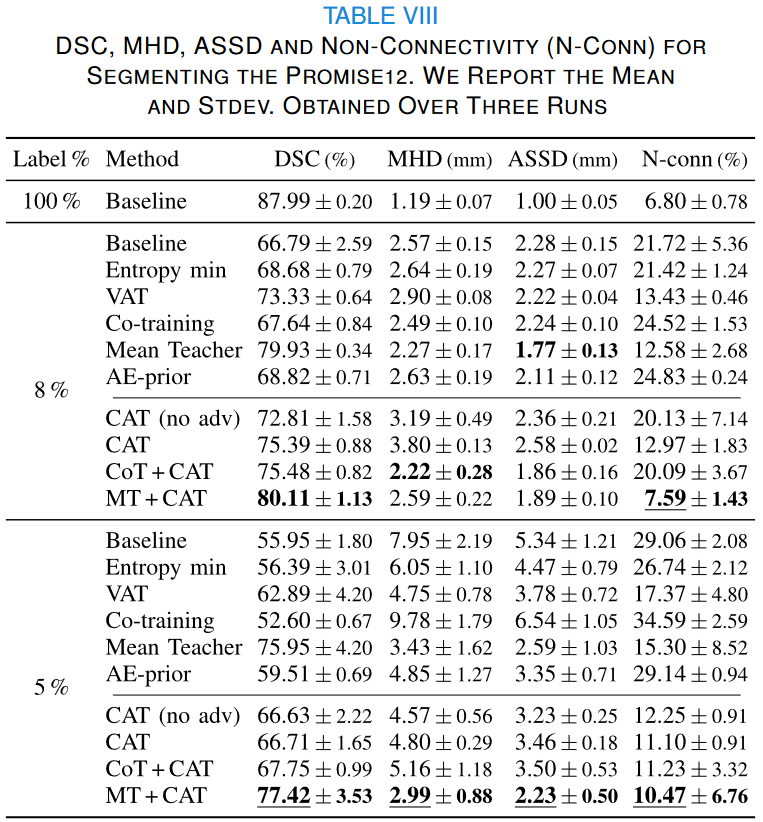 TABLE VIII
DSC, MHD, ASSD AND NON-CONNECTIVITY (N-CONN) FOR
SEGMENTING THE PROMISE12. WE REPORT THE MEAN
AND STDEV. OBTAINED OVER THREE RUNS
Label % Method DSC (%) MHD (mm) ASSD (mm) N-conn (%)
100 % Baseline 87.99 ± 0.20 1.19 ± 0.07 1.00 ± 0.05 6.80 ± 0.78
Baseline 66.79 ± 2.59 2.57 ± 0.15 2.28 ± 0.15 21.72 ± 5.36
Entropy min 68.68 ± 0.79 2.64 ± 0.19 2.27 ± 0.07 21.42 ± 1.24
VAT 73.33 ± 0.64 2.90 ± 0.08 2.22 ± 0.04 13.43 ± 0.46
Co-training 67.64 ± 0.84 2.49 ± 0.10 2.24 ± 0.10 24.52 ± 1.53
Mean Teacher 79.93 ± 0.34 2.27 ± 0.17 1.77 ± 0.13 12.58 ± 2.68
AE-prior 68.82 ± 0.71 2.63 ± 0.19 2.11 ± 0.12 24.83 ± 0.24
8 %
CAT (no adv) 72.81 ± 1.58 3.19 ± 0.49 2.36 ± 0.21 20.13 ± 7.14
CAT 75.39 ± 0.88 3.80 ± 0.13 2.58 ± 0.02 12.97 ± 1.83
CoT + CAT 75.48 ± 0.82 2.22 ± 0.28 1.86 ± 0.16 20.09 ± 3.67
MT + CAT 80.11 ± 1.13 2.59 ± 0.22 1.89 ± 0.10 7.59 ± 1.43
Baseline 55.95 ± 1.80 7.95 ± 2.19 5.34 ± 1.21 29.06 ± 2.08
Entropy min 56.39 ± 3.01 6.05 ± 1.10 4.47 ± 0.79 26.74 ± 2.12
VAT 62.89 ± 4.20 4.75 ± 0.78 3.78 ± 0.72 17.37 ± 4.80
Co-training 52.60 ± 0.67 9.78 ± 1.79 6.54 ± 1.05 34.59 ± 2.59
Mean Teacher 75.95 ± 4.20 3.43 ± 1.62 2.59 ± 1.03 15.30 ± 8.52
AE-prior 59.51 ± 0.69 4.85 ± 1.27 3.35 ± 0.71 29.14 ± 0.94
5 %
CAT (no adv) 66.63 ± 2.22 4.57 ± 0.56 3.23 ± 0.25 12.25 ± 0.91
CAT 66.71 ± 1.65 4.80 ± 0.29 3.46 ± 0.18 11.10 ± 0.91
CoT + CAT 67.75 ± 0.99 5.16 ± 1.18 3.50 ± 0.53 11.23 ± 3.32
MT + CAT 77.42 ± 3.53 2.99 ± 0.88 2.23 ± 0.50 10.47 ± 6.76